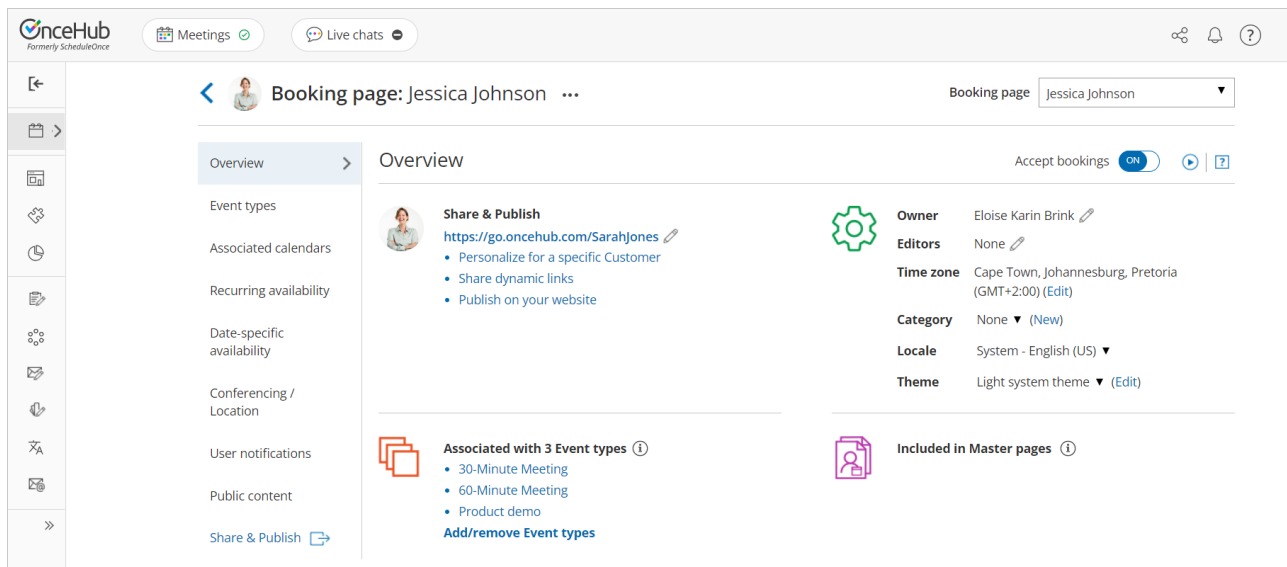 OnceHub
Formerly ScheduleOnce
Meetings
Live chats
?
Booking page: Jessica Johnson
Booking page
Jessica Johnson
Overview
Event types
Associated calendars
Recurring availability
Date-specific
availability
Conferencing /
Location
User notifications
Public content
Share & Publish
Overview
Accept bookings ON
?
Share & Publish
https://go.oncehub.com/SarahJones
• Personalize for a specific Customer
• Share dynamic links
• Publish on your website
Owner Eloise Karin Brink
Editors None
Time zone Cape Town, Johannesburg, Pretoria
(GMT+2:00) (Edit)
Category None (New)
Locale System - English (US)
Theme Light system theme (Edit)
Associated with 3 Event types
• 30-Minute Meeting
• 60-Minute Meeting
• Product demo
Add/remove Event types
Included in Master pages